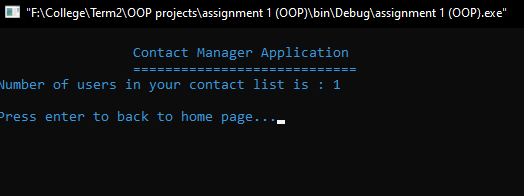 "F:\College\Term2\OOP projects\assignment 1 (OOP)\bin\Debug\assignment 1 (OOP).exe"
Contact Manager Application
============================
Number of users in your contact list is : 1
Press enter to back to home page...